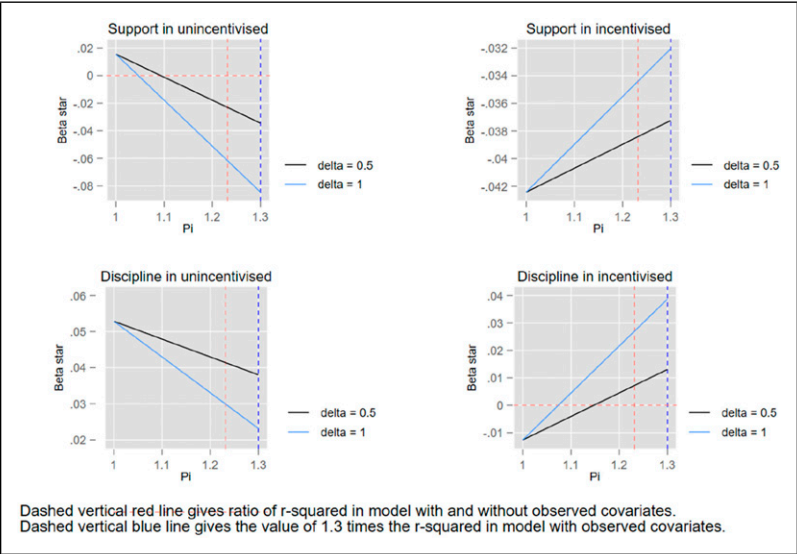 Support in unincentivised
Support in incentivised
.02
0
-.02
-.04
-.06
-.08
Beta star
1
1.1
1.2
1.3
Pi
delta = 0.5
delta = 1
-.032
-.034
-.036
-.038
-.04
-.042
Beta star
1
1.1
1.2
1.3
Pi
delta = 0.5
delta = 1
Discipline in unincentivised
Discipline in incentivised
.06
.05
.04
.03
.02
Beta star
1
1.1
1.2
1.3
Pi
delta = 0.5
delta = 1
.04
.03
.02
.01
0
-.01
Beta star
1
1.1
1.2
1.3
Pi
delta = 0.5
delta = 1
Dashed vertical red line gives ratio of r-squared in model with and without observed covariates.
Dashed vertical blue line gives the value of 1.3 times the r-squared in model with observed covariates.